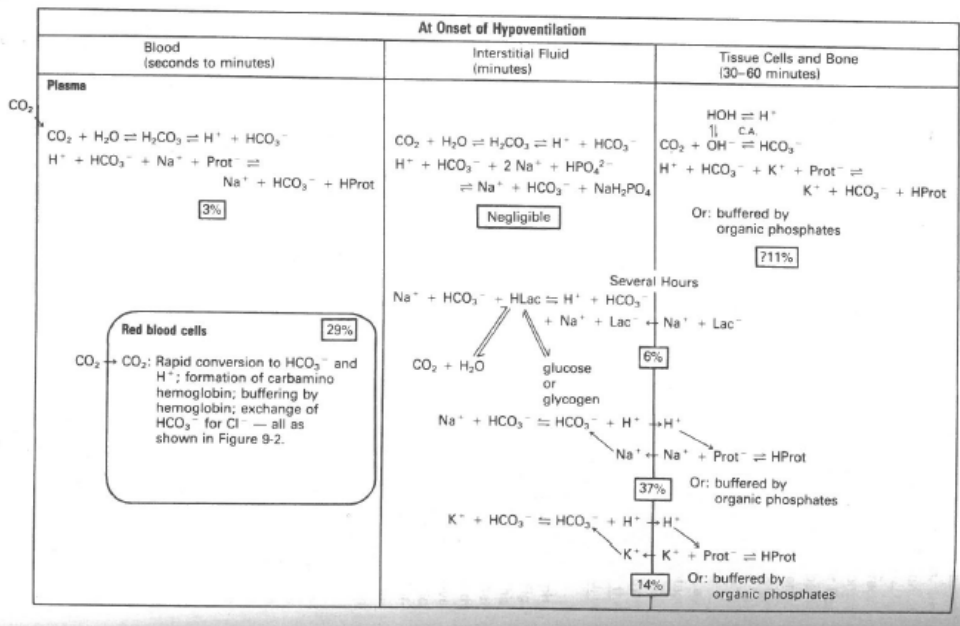 At Onset of Hypoventilation
Blood
(seconds to minutes)
Interstitial Fluid
(minutes)
Tissue Cells and Bone
(30–60 minutes)
Plasma
CO₂
CO₂ + H₂O ⇌ H₂CO₃ ⇌ H⁺ + HCO₃⁻
H⁺ + HCO₃⁻ + Na⁺ + Prot⁻ ⇌
Na⁺ + HCO₃⁻ + HProt
3%
Red blood cells
29%
CO₂ → CO₂: Rapid conversion to HCO₃⁻ and
H⁺; formation of carbamino
hemoglobin; buffering by
hemoglobin; exchange of
HCO₃⁻ for Cl⁻ — all as
shown in Figure 9-2.
CO₂ + H₂O ⇌ H₂CO₃ ⇌ H⁺ + HCO₃⁻
H⁺ + HCO₃⁻ + 2 Na⁺ + HPO₄²⁻
⇌ Na⁺ + HCO₃⁻ + NaH₂PO₄
Negligible
HOH ⇌ H⁺
⇅ C.A.
CO₂ + OH⁻ ⇌ HCO₃⁻
H⁺ + HCO₃⁻ + K⁺ + Prot⁻ ⇌
K⁺ + HCO₃⁻ + HProt
Or: buffered by
organic phosphates
?11%
Several Hours
Na⁺ + HCO₃⁻ + HLac ⇌ H⁺ + HCO₃⁻
+ Na⁺ + Lac⁻ ← Na⁺ + Lac⁻
6%
CO₂ + H₂O
glucose
or
glycogen
Na⁺ + HCO₃⁻ ⇌ HCO₃⁻ + H⁺ → H⁺
Na⁺ ← Na⁺ + Prot⁻ ⇌ HProt
37%
Or: buffered by
organic phosphates
K⁺ + HCO₃⁻ ⇌ HCO₃⁻ + H⁺ → H⁺
K⁺ ← K⁺ + Prot⁻ ⇌ HProt
14%
Or: buffered by
organic phosphates